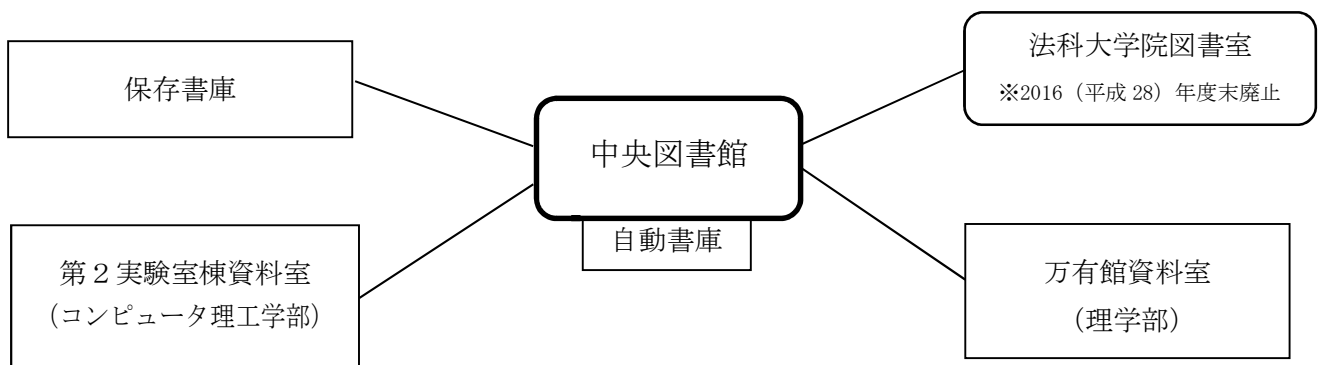 保存書庫
法科大学院図書室
※2016（平成 28）年度末廃止
中央図書館
自動書庫
第２実験室棟資料室
（コンピュータ理工学部）
万有館資料室
（理学部）